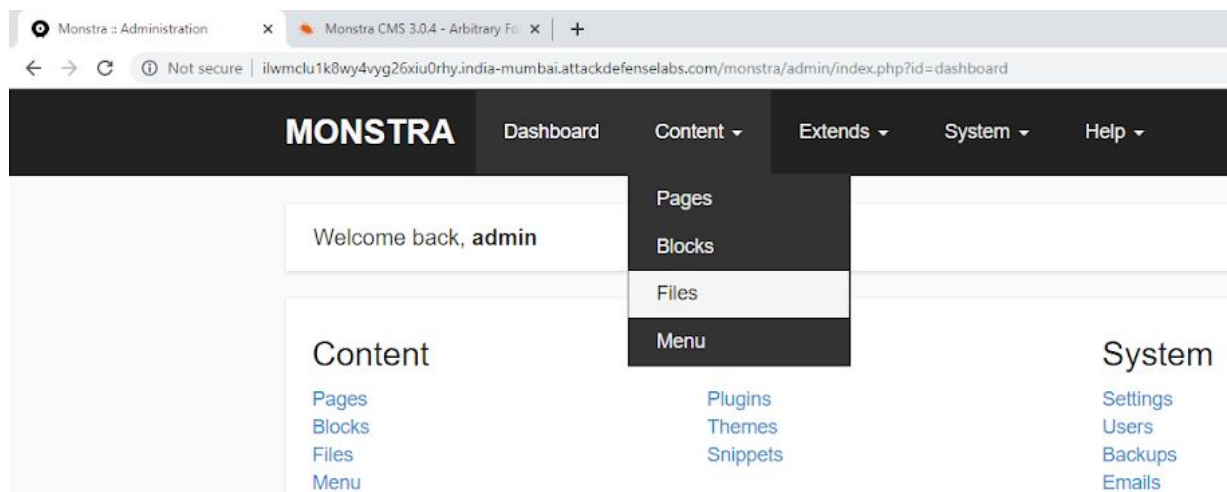 Monstra :: Administration
Monstra CMS 3.0.4 - Arbitrary Fo
Not secure | ilwmclu1k8wy4vyg26xiu0rhy.india-mumbai.attackdefenselabs.com/monstra/admin/index.php?id=dashboard
MONSTRA Dashboard Content Extends System Help
Pages
Welcome back, admin
Blocks
Files
Menu
Content System
Pages Plugins Settings
Blocks Themes Users
Files Snippets Backups
Menu Emails